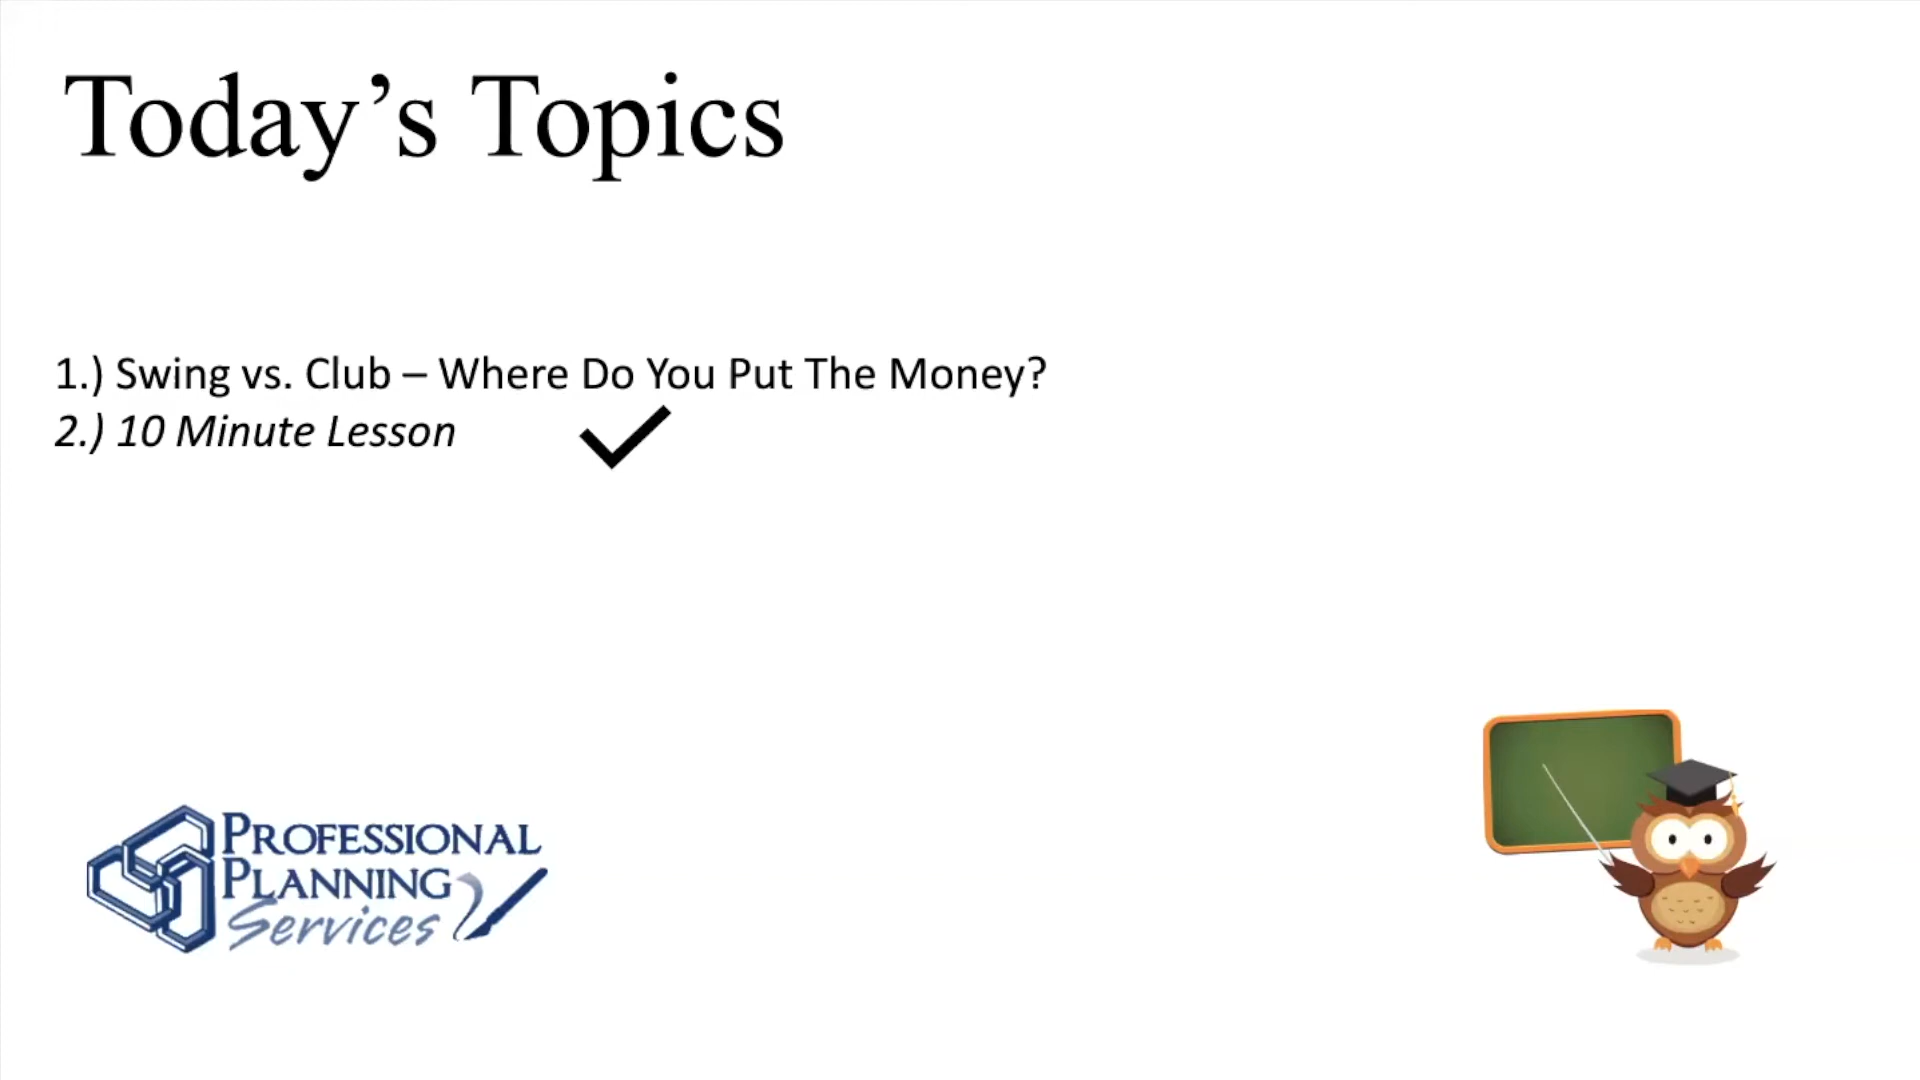 Today’s Topics
1.) Swing vs. Club – Where Do You Put The Money?
2.) 10 Minute Lesson
PROFESSIONAL
PLANNING
Services